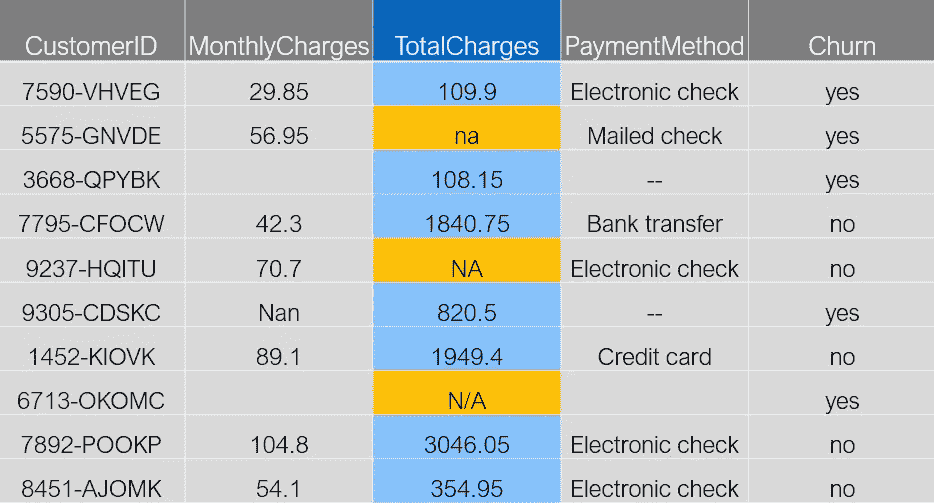 CustomerID MonthlyCharges TotalCharges PaymentMethod Churn
7590-VHVEG 29.85 109.9 Electronic check yes
5575-GNVDE 56.95 na Mailed check yes
3668-QPYBK 108.15 -- yes
7795-CFOCW 42.3 1840.75 Bank transfer no
9237-HQITU 70.7 NA Electronic check no
9305-CDSKC Nan 820.5 -- yes
1452-KIOVK 89.1 1949.4 Credit card no
6713-OKOMC N/A yes
7892-POOKP 104.8 3046.05 Electronic check no
8451-AJOMK 54.1 354.95 Electronic check no